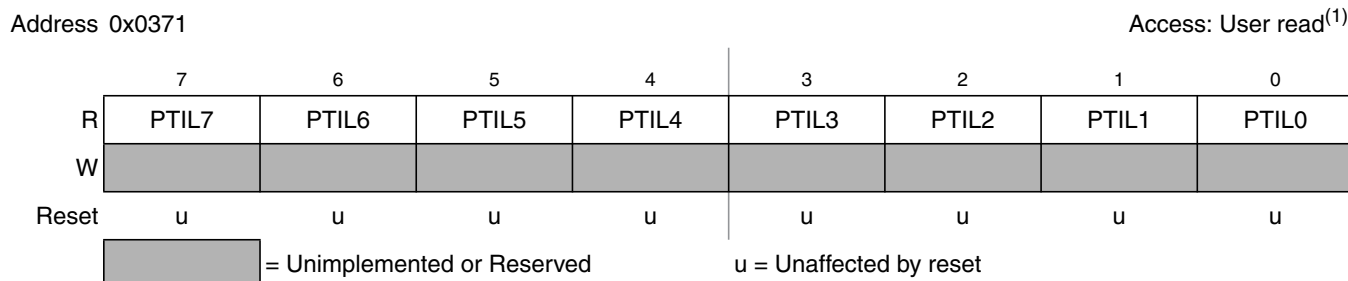 Address 0x0371 Access: User read(1)
7 6 5 4 3 2 1 0
R PTIL7 PTIL6 PTIL5 PTIL4 PTIL3 PTIL2 PTIL1 PTIL0
W
Reset u u u u u u u u
= Unimplemented or Reserved u = Unaffected by reset